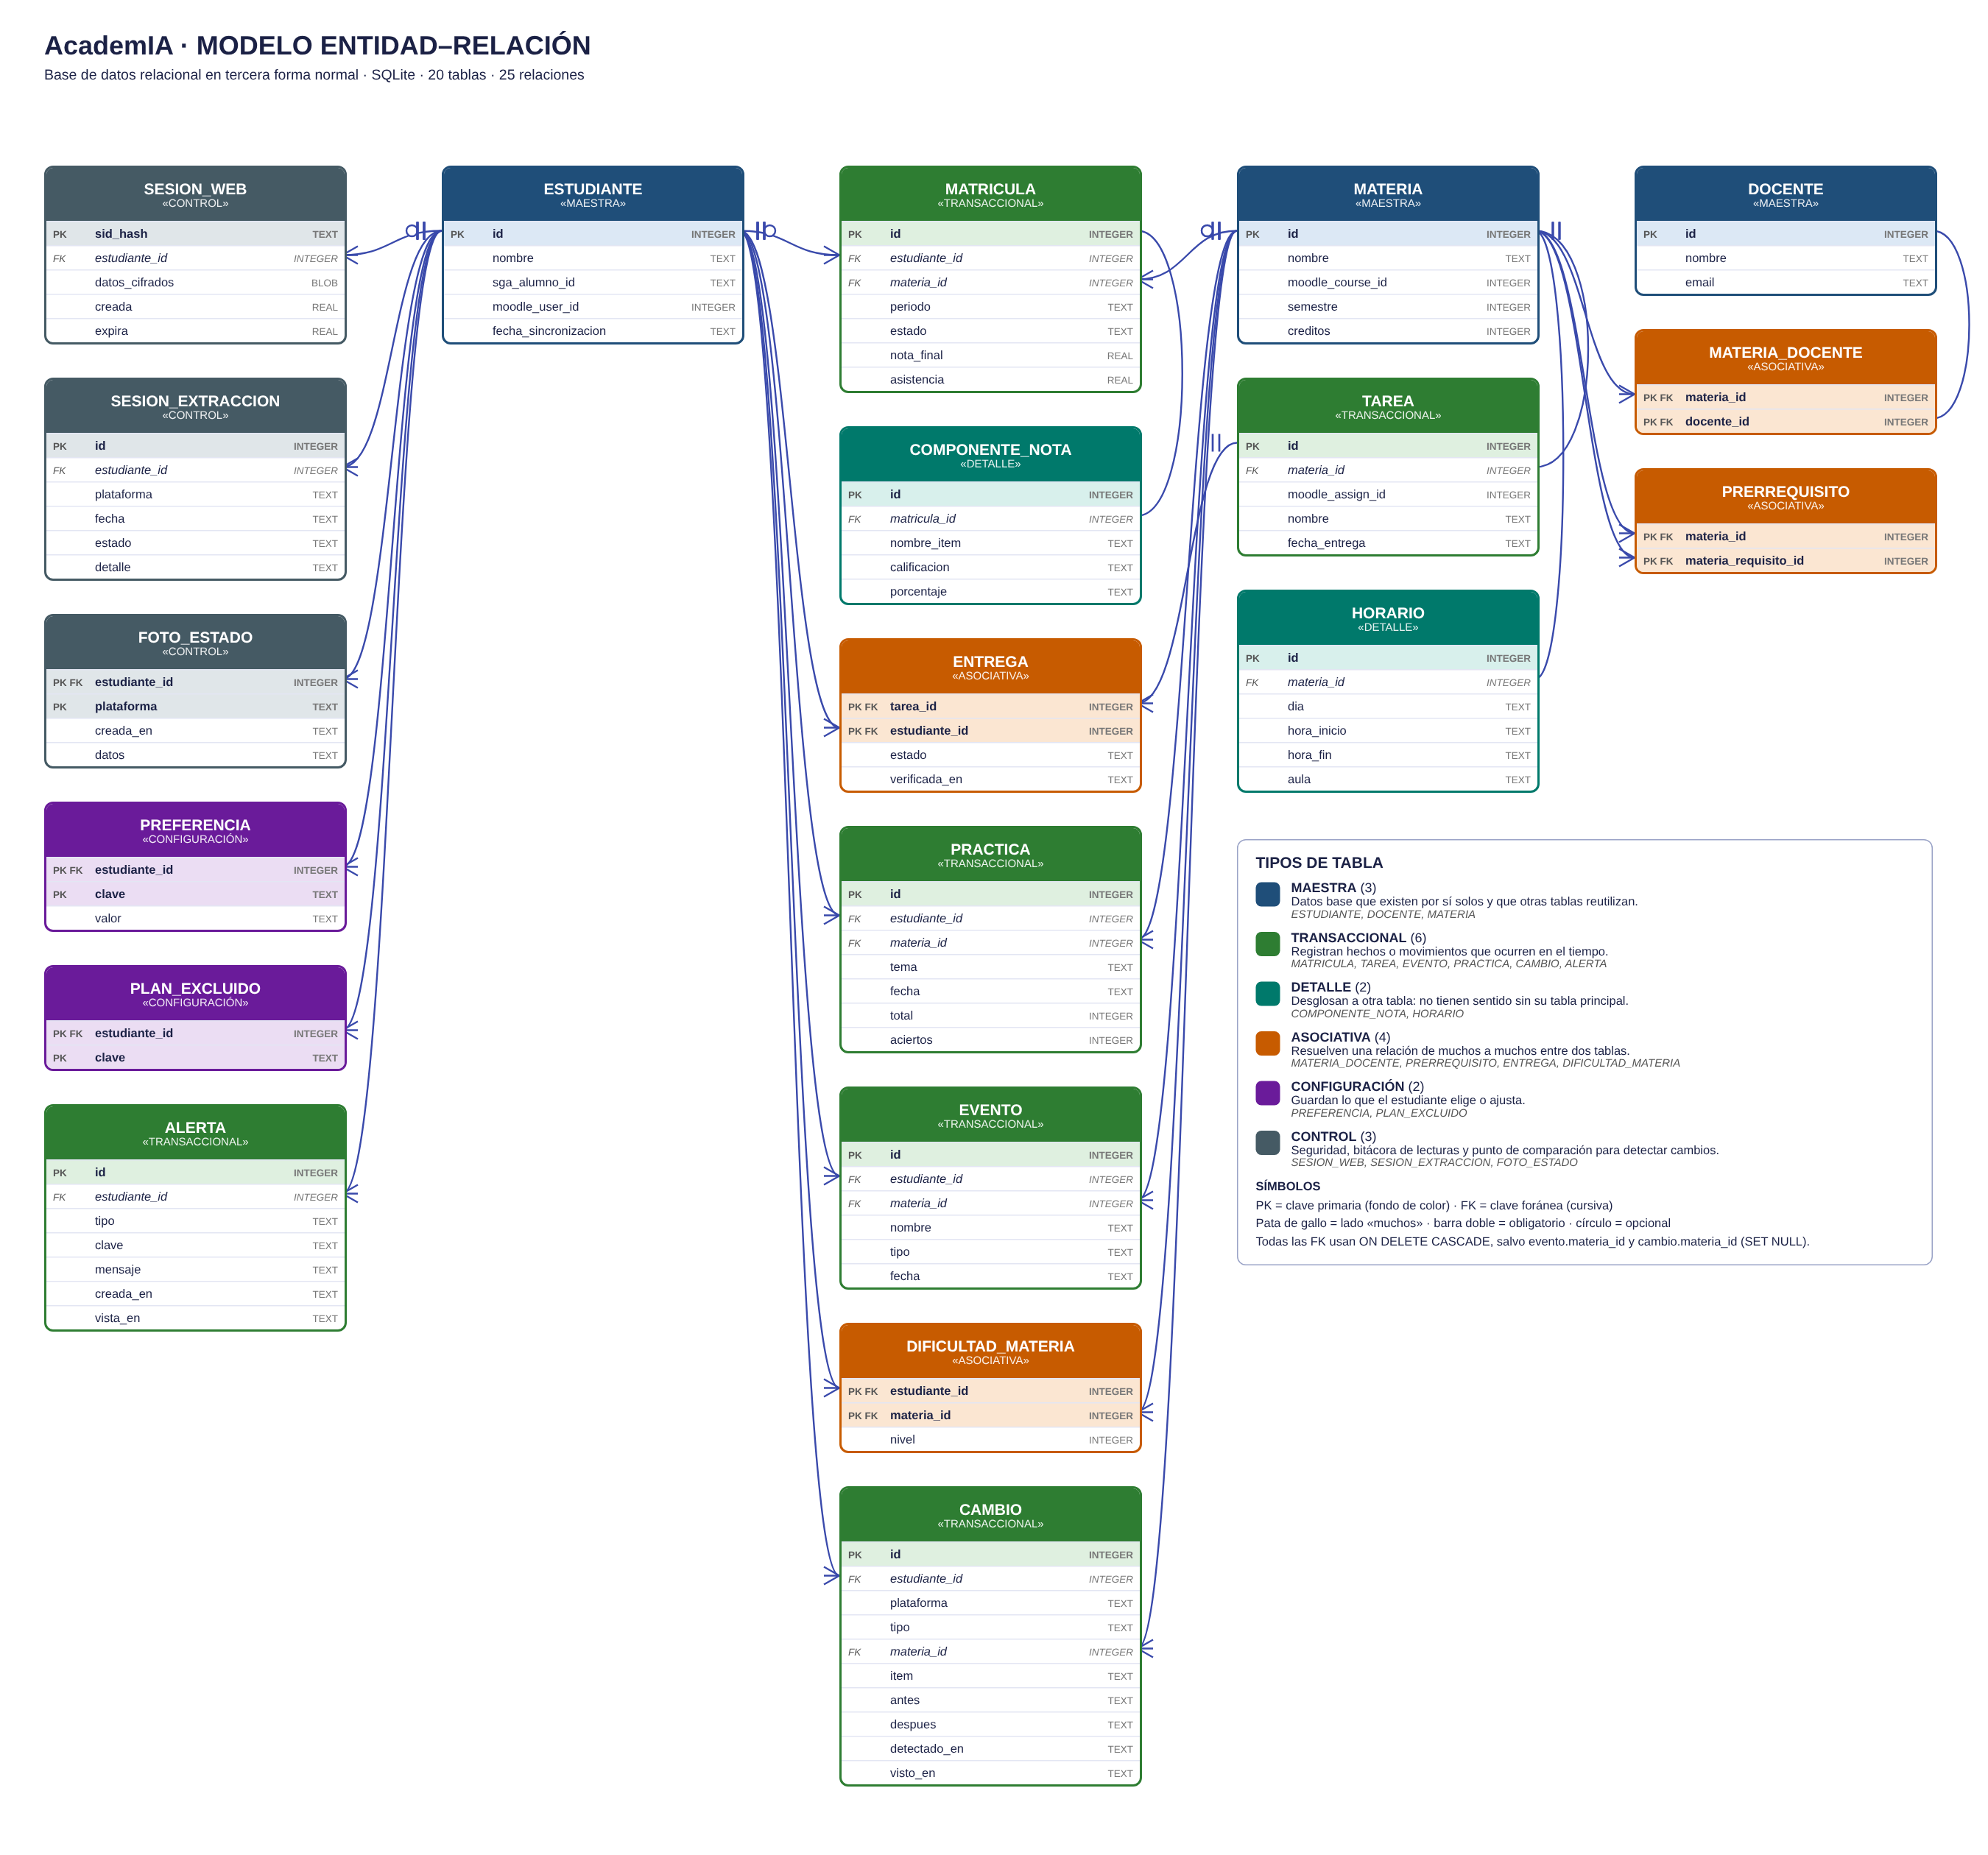 AcademIA · MODELO ENTIDAD–RELACIÓN
Base de datos relacional en tercera forma normal · SQLite · 20 tablas · 25 relaciones
SESION_WEB
«CONTROL»
PK sid_hash TEXT
FK estudiante_id INTEGER
datos_cifrados BLOB
creada REAL
expira REAL
SESION_EXTRACCION
«CONTROL»
PK id INTEGER
FK estudiante_id INTEGER
plataforma TEXT
fecha TEXT
estado TEXT
detalle TEXT
FOTO_ESTADO
«CONTROL»
PK FK estudiante_id INTEGER
PK plataforma TEXT
creada_en TEXT
datos TEXT
PREFERENCIA
«CONFIGURACIÓN»
PK FK estudiante_id INTEGER
PK clave TEXT
valor TEXT
PLAN_EXCLUIDO
«CONFIGURACIÓN»
PK FK estudiante_id INTEGER
PK clave TEXT
ALERTA
«TRANSACCIONAL»
PK id INTEGER
FK estudiante_id INTEGER
tipo TEXT
clave TEXT
mensaje TEXT
creada_en TEXT
vista_en TEXT
ESTUDIANTE
«MAESTRA»
PK id INTEGER
nombre TEXT
sga_alumno_id TEXT
moodle_user_id INTEGER
fecha_sincronizacion TEXT
MATRICULA
«TRANSACCIONAL»
PK id INTEGER
FK estudiante_id INTEGER
FK materia_id INTEGER
periodo TEXT
estado TEXT
nota_final REAL
asistencia REAL
COMPONENTE_NOTA
«DETALLE»
PK id INTEGER
FK matricula_id INTEGER
nombre_item TEXT
calificacion TEXT
porcentaje TEXT
ENTREGA
«ASOCIATIVA»
PK FK tarea_id INTEGER
PK FK estudiante_id INTEGER
estado TEXT
verificada_en TEXT
PRACTICA
«TRANSACCIONAL»
PK id INTEGER
FK estudiante_id INTEGER
FK materia_id INTEGER
tema TEXT
fecha TEXT
total INTEGER
aciertos INTEGER
EVENTO
«TRANSACCIONAL»
PK id INTEGER
FK estudiante_id INTEGER
FK materia_id INTEGER
nombre TEXT
tipo TEXT
fecha TEXT
DIFICULTAD_MATERIA
«ASOCIATIVA»
PK FK estudiante_id INTEGER
PK FK materia_id INTEGER
nivel INTEGER
CAMBIO
«TRANSACCIONAL»
PK id INTEGER
FK estudiante_id INTEGER
plataforma TEXT
tipo TEXT
FK materia_id INTEGER
item TEXT
antes TEXT
despues TEXT
detectado_en TEXT
visto_en TEXT
MATERIA
«MAESTRA»
PK id INTEGER
nombre TEXT
moodle_course_id INTEGER
semestre INTEGER
creditos INTEGER
TAREA
«TRANSACCIONAL»
PK id INTEGER
FK materia_id INTEGER
moodle_assign_id INTEGER
nombre TEXT
fecha_entrega TEXT
HORARIO
«DETALLE»
PK id INTEGER
FK materia_id INTEGER
dia TEXT
hora_inicio TEXT
hora_fin TEXT
aula TEXT
DOCENTE
«MAESTRA»
PK id INTEGER
nombre TEXT
email TEXT
MATERIA_DOCENTE
«ASOCIATIVA»
PK FK materia_id INTEGER
PK FK docente_id INTEGER
PRERREQUISITO
«ASOCIATIVA»
PK FK materia_id INTEGER
PK FK materia_requisito_id INTEGER
TIPOS DE TABLA
MAESTRA (3)
Datos base que existen por sí solos y que otras tablas reutilizan.
ESTUDIANTE, DOCENTE, MATERIA
TRANSACCIONAL (6)
Registran hechos o movimientos que ocurren en el tiempo.
MATRICULA, TAREA, EVENTO, PRACTICA, CAMBIO, ALERTA
DETALLE (2)
Desglosan a otra tabla: no tienen sentido sin su tabla principal.
COMPONENTE_NOTA, HORARIO
ASOCIATIVA (4)
Resuelven una relación de muchos a muchos entre dos tablas.
MATERIA_DOCENTE, PRERREQUISITO, ENTREGA, DIFICULTAD_MATERIA
CONFIGURACIÓN (2)
Guardan lo que el estudiante elige o ajusta.
PREFERENCIA, PLAN_EXCLUIDO
CONTROL (3)
Seguridad, bitácora de lecturas y punto de comparación para detectar cambios.
SESION_WEB, SESION_EXTRACCION, FOTO_ESTADO
SÍMBOLOS
PK = clave primaria (fondo de color) · FK = clave foránea (cursiva)
Pata de gallo = lado «muchos» · barra doble = obligatorio · círculo = opcional
Todas las FK usan ON DELETE CASCADE, salvo evento.materia_id y cambio.materia_id (SET NULL).